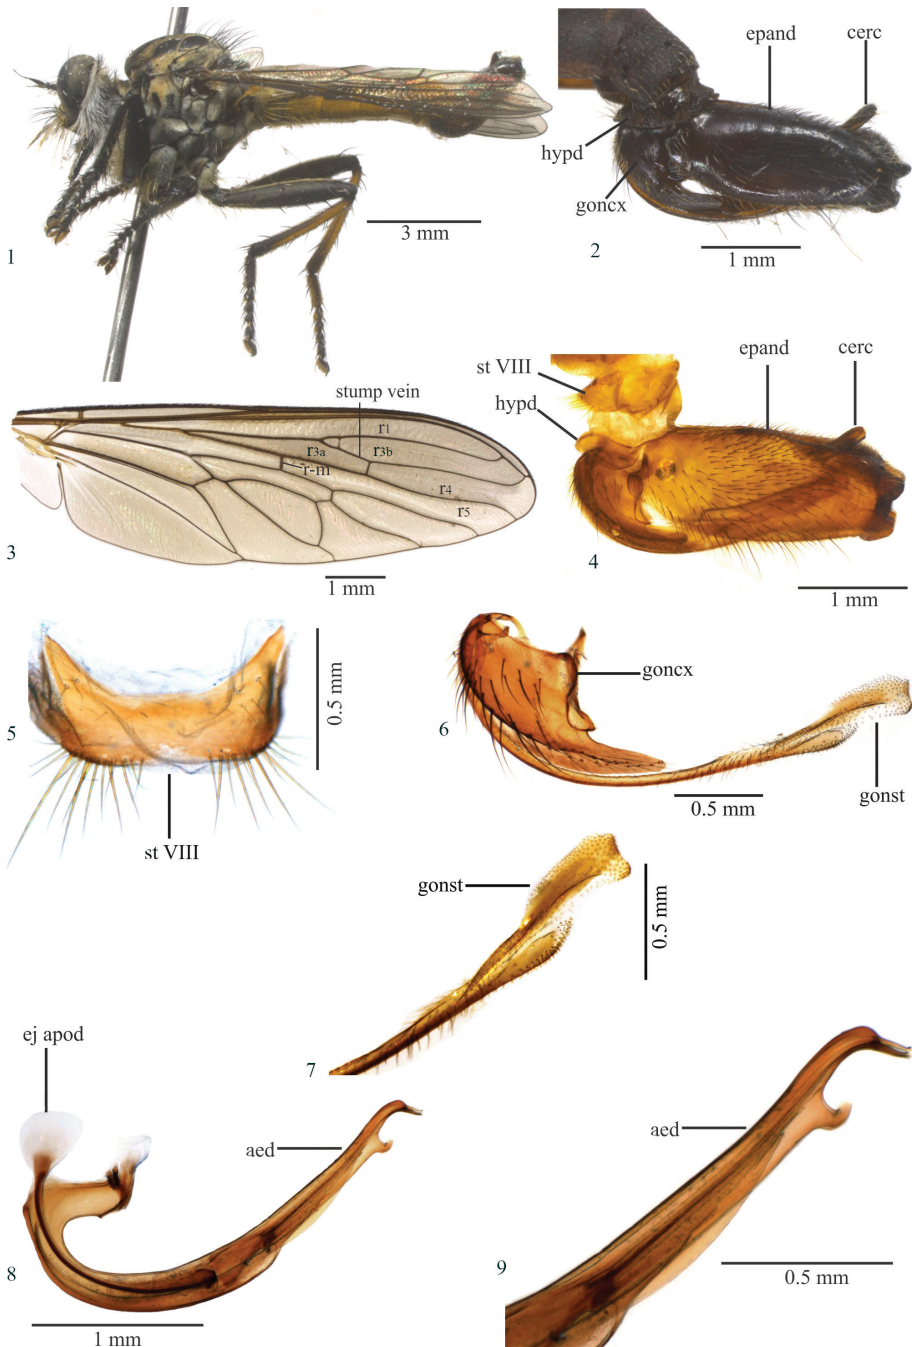 1
3 mm
epand
cerc
hypd
goncx
2
1 mm
stump vein
r1
r3a
r3b
r-m
r4
r5
3
1 mm
epand
cerc
st VIII
hypd
4
1 mm
5
0.5 mm
st VIII
goncx
6
gonst
0.5 mm
gonst
0.5 mm
7
ej apod
aed
8
1 mm
aed
9
0.5 mm